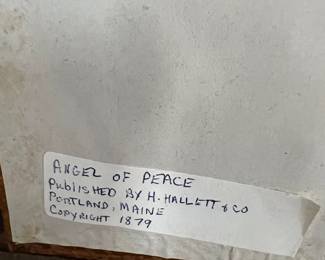 ANGEL OF PEACE
PUBLISHED BY H. HALLETT & CO
PORTLAND, MAINE
COPYRIGHT 1879